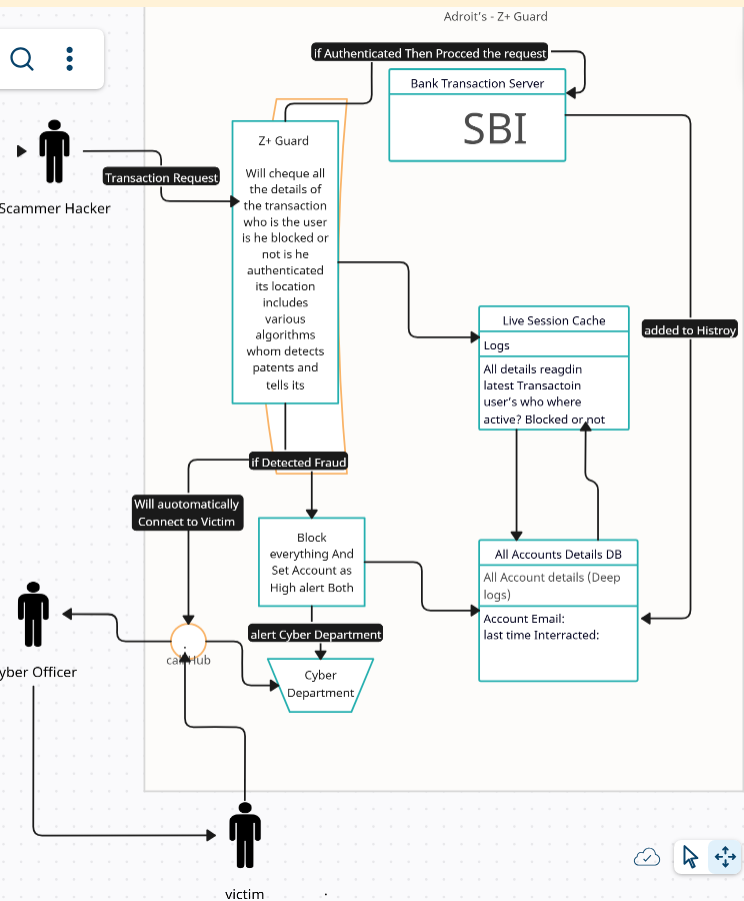 Adroit's - Z+ Guard
if Authenticated Then Procced the request
Bank Transaction Server
SBI
Z+ Guard
Will cheque all
the details of
the transaction
who is the user
is he blocked or
not is he
authenticated
its location
includes
various
algorithms
whom detects
patents and
tells its
Scammer Hacker
Transaction Request
Live Session Cache
Logs
All details reagdin
latest Transactoin
user's who where
active? Blocked or not
added to Histroy
if Detected Fraud
Will auotomatically
Connect to Victim
Block
everything And
Set Account as
High alert Both
All Accounts Details DB
All Account details (Deep
logs)
Account Email:
last time Interracted:
alert Cyber Department
call Hub
Cyber
Department
yber Officer
victim
.